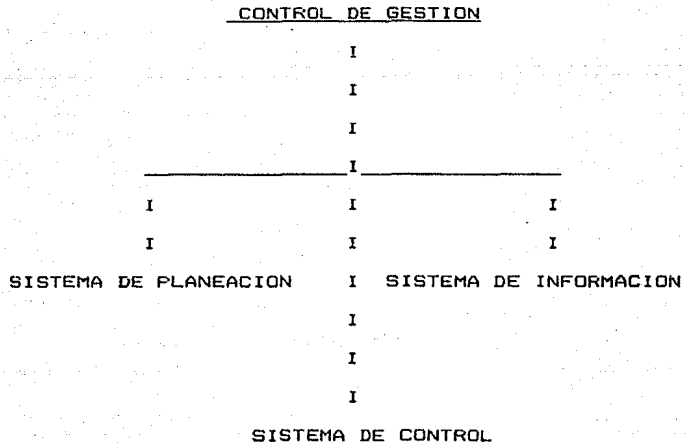 CONTROL DE GESTION
I
I
I
I
I I I
I I I
SISTEMA DE PLANEACION I SISTEMA DE INFORMACION
I
I
I
SISTEMA DE CONTROL